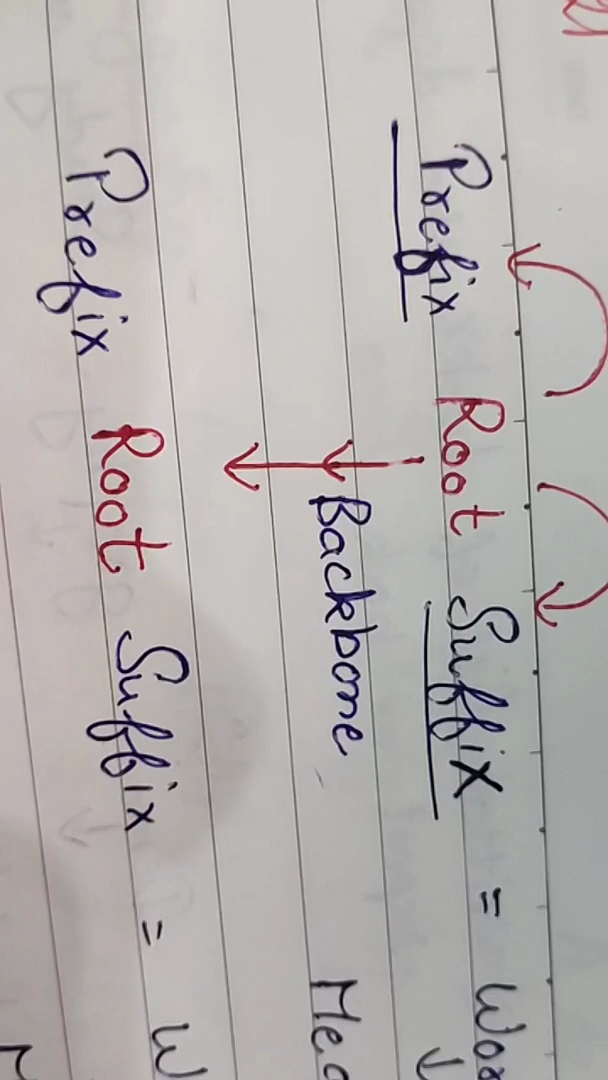 Prefix Root Suffix =
Backbone
Prefix Root Suffix =